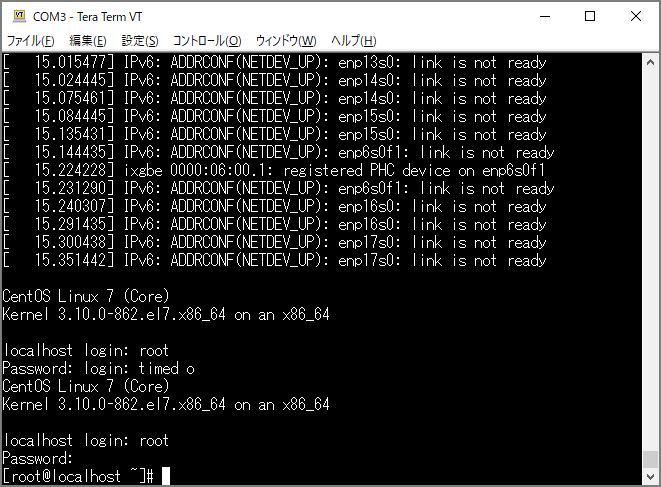 COM3 - Tera Term VT
ファイル(F) 編集(E) 設定(S) コントロール(O) ウィンドウ(W) ヘルプ(H)
[   15.015477] IPv6: ADDRCONF(NETDEV_UP): enp13s0: link is not ready
[   15.024445] IPv6: ADDRCONF(NETDEV_UP): enp14s0: link is not ready
[   15.075461] IPv6: ADDRCONF(NETDEV_UP): enp14s0: link is not ready
[   15.084445] IPv6: ADDRCONF(NETDEV_UP): enp15s0: link is not ready
[   15.135431] IPv6: ADDRCONF(NETDEV_UP): enp15s0: link is not ready
[   15.144435] IPv6: ADDRCONF(NETDEV_UP): enp6s0f1: link is not ready
[   15.224228] ixgbe 0000:06:00.1: registered PHC device on enp6s0f1
[   15.231290] IPv6: ADDRCONF(NETDEV_UP): enp6s0f1: link is not ready
[   15.240307] IPv6: ADDRCONF(NETDEV_UP): enp16s0: link is not ready
[   15.291435] IPv6: ADDRCONF(NETDEV_UP): enp16s0: link is not ready
[   15.300438] IPv6: ADDRCONF(NETDEV_UP): enp17s0: link is not ready
[   15.351442] IPv6: ADDRCONF(NETDEV_UP): enp17s0: link is not ready
CentOS Linux 7 (Core)
Kernel 3.10.0-862.el7.x86_64 on an x86_64
localhost login: root
Password: login: timed o
CentOS Linux 7 (Core)
Kernel 3.10.0-862.el7.x86_64 on an x86_64
localhost login: root
Password:
[root@localhost ~]#